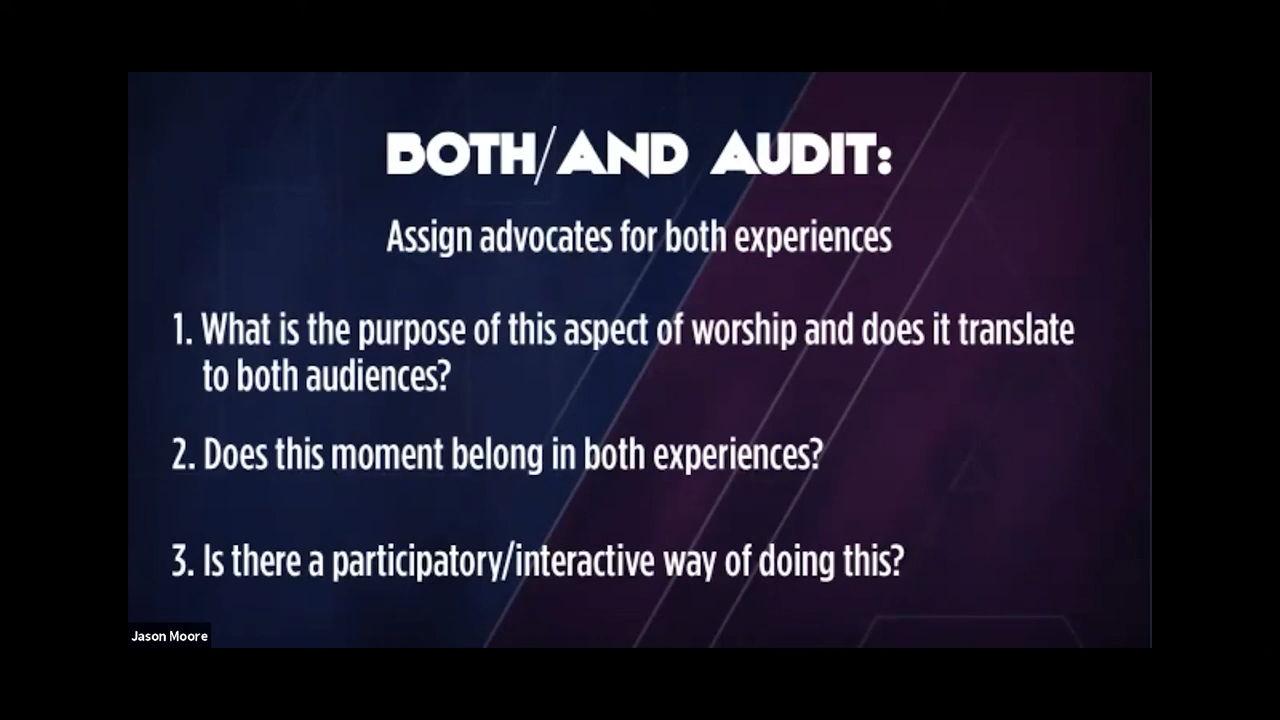 BOTH/AND AUDIT:
Assign advocates for both experiences
1. What is the purpose of this aspect of worship and does it translate
to both audiences?
2. Does this moment belong in both experiences?
3. Is there a participatory/interactive way of doing this?
Jason Moore